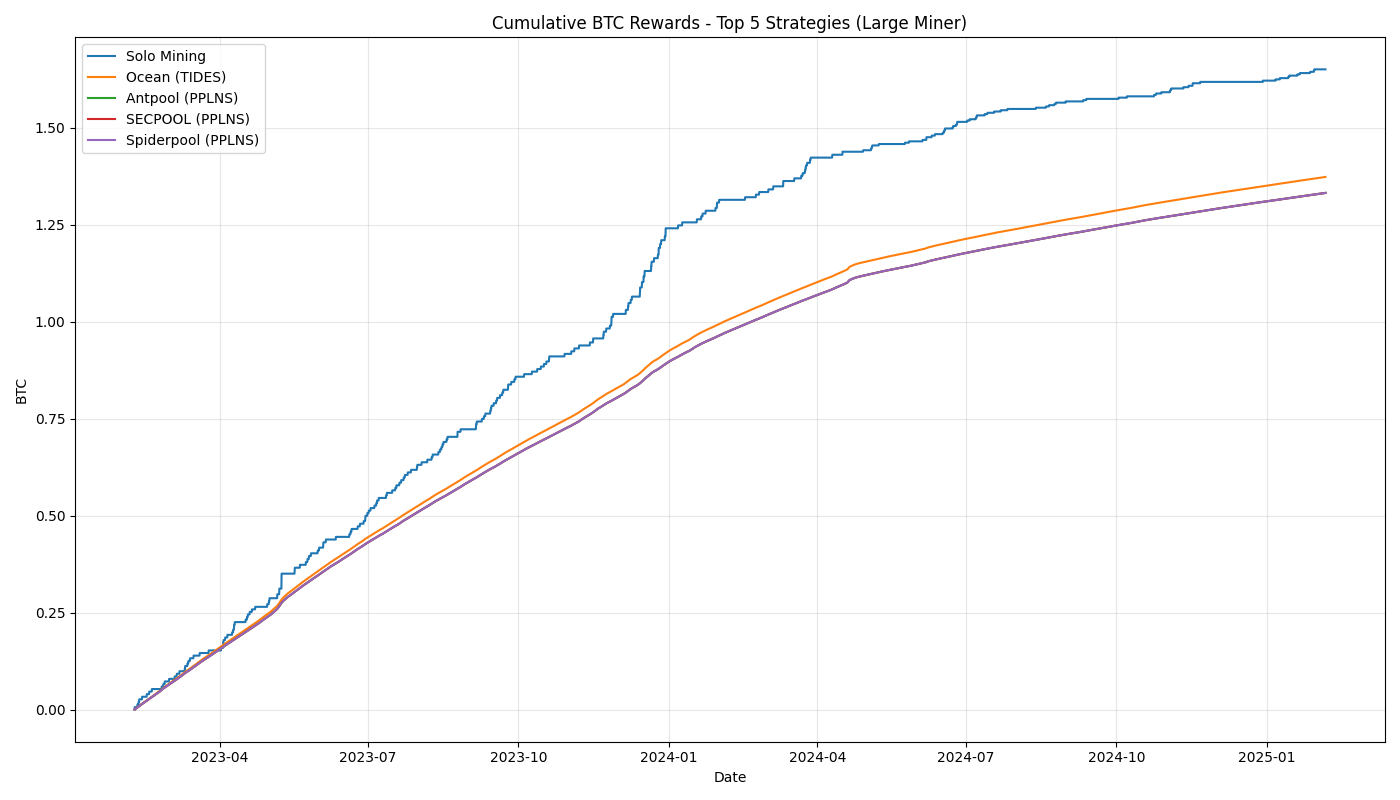 Cumulative BTC Rewards - Top 5 Strategies (Large Miner)
Solo Mining
Ocean (TIDES)
Antpool (PPLNS)
SECPOOL (PPLNS)
Spiderpool (PPLNS)
BTC
1.50
1.25
1.00
0.75
0.50
0.25
0.00
2023-04
2023-07
2023-10
2024-01
2024-04
2024-07
2024-10
2025-01
Date